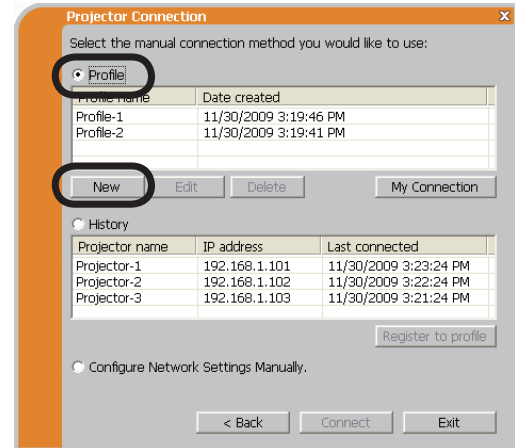 Projector Connection
Select the manual connection method you would like to use:
Profile
Profile name Date created
Profile-1 11/30/2009 3:19:46 PM
Profile-2 11/30/2009 3:19:41 PM
New Edit Delete My Connection
History
Projector name IP address Last connected
Projector-1 192.168.1.101 11/30/2009 3:23:24 PM
Projector-2 192.168.1.102 11/30/2009 3:22:24 PM
Projector-3 192.168.1.103 11/30/2009 3:21:24 PM
Register to profile
Configure Network Settings Manually.
< Back Connect Exit